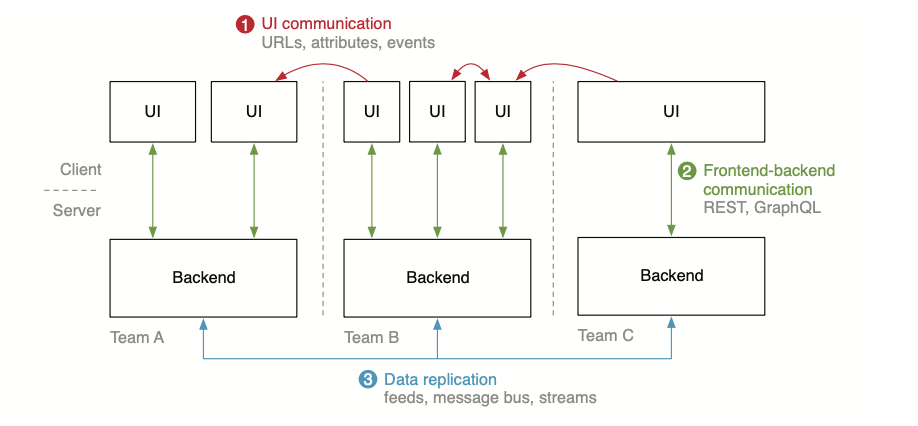 1 UI communication
URLs, attributes, events
UI
UI
UI
UI
UI
UI
Client
Server
2 Frontend-backend
communication
REST, GraphQL
Backend
Backend
Backend
Team A
Team B
Team C
3 Data replication
feeds, message bus, streams